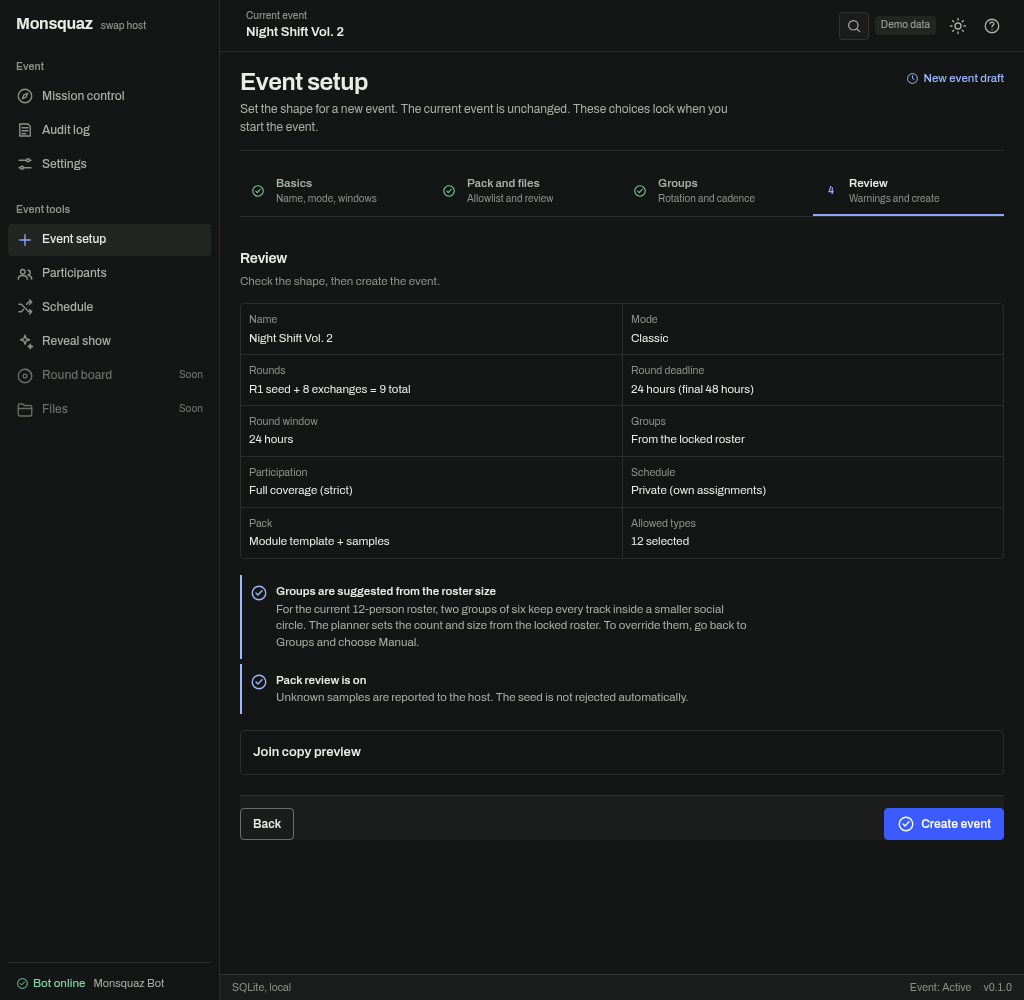 Monsquaz swap host
Event
Mission control
Audit log
Settings
Event tools
Event setup
Participants
Schedule
Reveal show
Round board Soon
Files Soon
Bot online Monsquaz Bot
Current event
Night Shift Vol. 2
Demo data
Event setup
New event draft
Set the shape for a new event. The current event is unchanged. These choices lock when you
start the event.
Basics
Name, mode, windows
Pack and files
Allowlist and review
Groups
Rotation and cadence
4
Review
Warnings and create
Review
Check the shape, then create the event.
Name
Night Shift Vol. 2
Mode
Classic
Rounds
R1 seed + 8 exchanges = 9 total
Round deadline
24 hours (final 48 hours)
Round window
24 hours
Groups
From the locked roster
Participation
Full coverage (strict)
Schedule
Private (own assignments)
Pack
Module template + samples
Allowed types
12 selected
Groups are suggested from the roster size
For the current 12-person roster, two groups of six keep every track inside a smaller social
circle. The planner sets the count and size from the locked roster. To override them, go back to
Groups and choose Manual.
Pack review is on
Unknown samples are reported to the host. The seed is not rejected automatically.
Join copy preview
Back
Create event
SQLite, local
Event: Active v0.1.0